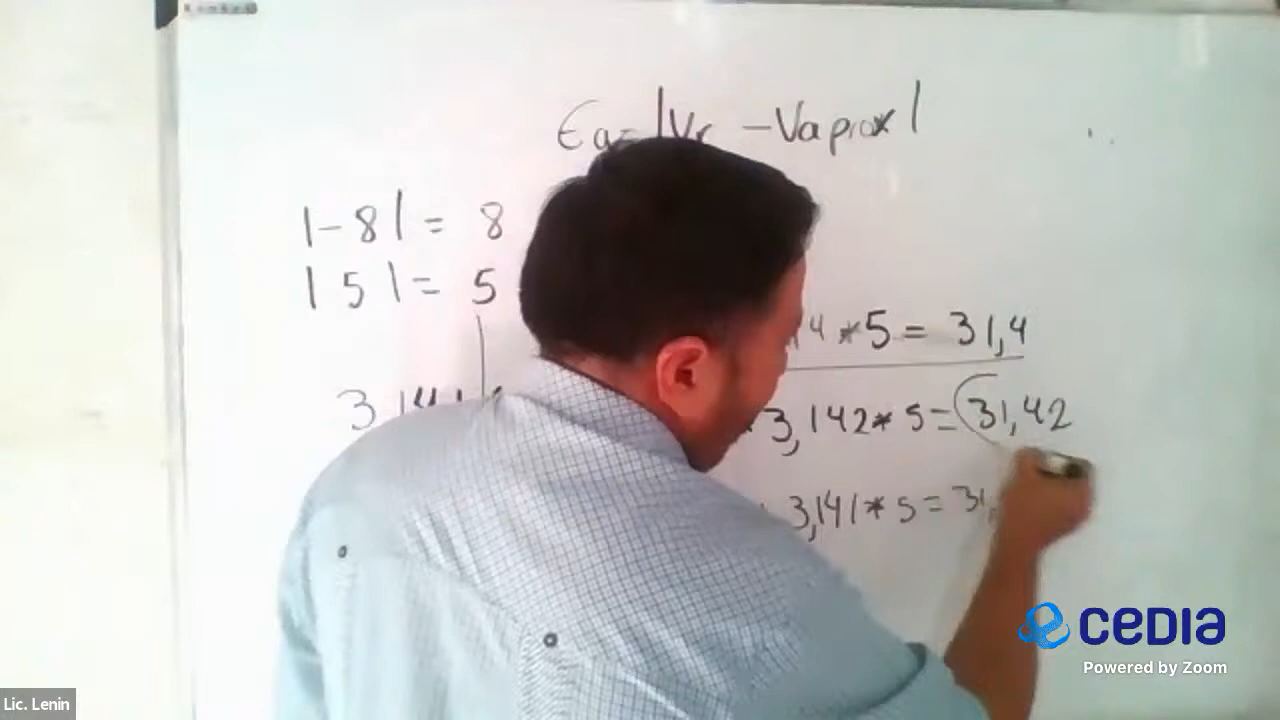 Ea= |Vr - Vaprox|
|-8| = 8
|5| = 5
4 * 5 = 31,4
3,141
3,142 * 5 = 31,42
3,141 * 5 = 31,
cedia
Powered by Zoom
Lic. Lenin